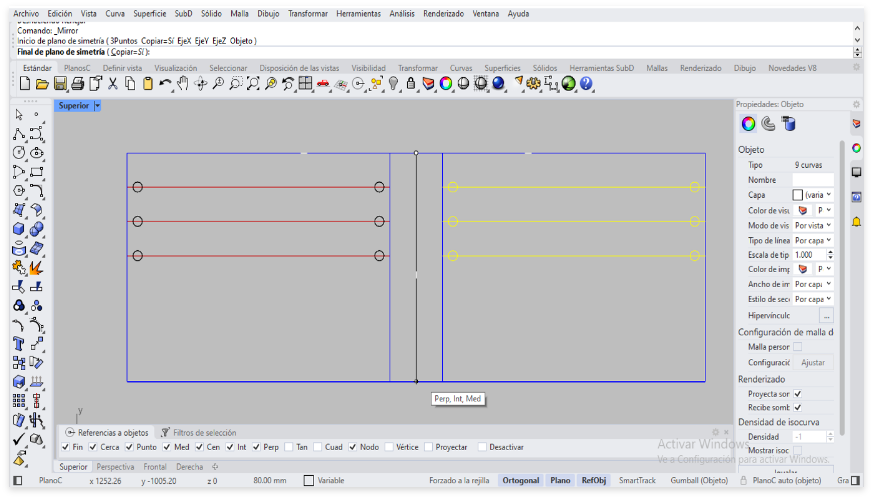 Archivo Edición Vista Curva Superficie SubD Sólido Malla Dibujo Transformar Herramientas Análisis Renderizado Ventana Ayuda
Comando: _Mirror
Inicio de plano de simetría ( 3Puntos Copiar=Sí EjeX EjeY EjeZ Objeto )
Final de plano de simetría ( Copiar=Sí ):
Estándar PlanosC Definir vista Visualización Seleccionar Disposición de las vistas Visibilidad Transformar Curvas Superficies Sólidos Herramientas SubD Mallas Renderizado Dibujo Novedades V8
Superior
Propiedades: Objeto
Objeto
Tipo 9 curvas
Nombre
Capa (varia
Color de visu P
Modo de vis Por vista
Tipo de línea Por capa
Escala de tip 1.000
Color de imp P
Ancho de im Por capa
Estilo de sec Por capa
Hipervínculo ...
Configuración de malla d
Malla person
Configuració Ajustar
Renderizado
Proyecta som
Recibe somb
Densidad de isocurva
Densidad -1
Mostrar isoc
Igualar
Perp, Int, Med
y
Referencias a objetos Filtros de selección
Fin Cerca Punto Med Cen Int Perp Tan Cuad Nodo Vértice Proyectar Desactivar
Activar Windows
Ve a Configuración para activar Windows.
Superior Perspectiva Frontal Derecha
PlanoC x 1252.26 y -1005.20 z 0 80.00 mm Variable Forzado a la rejilla Ortogonal Plano RefObj SmartTrack Gumball (Objeto) PlanoC auto (objeto) Gra